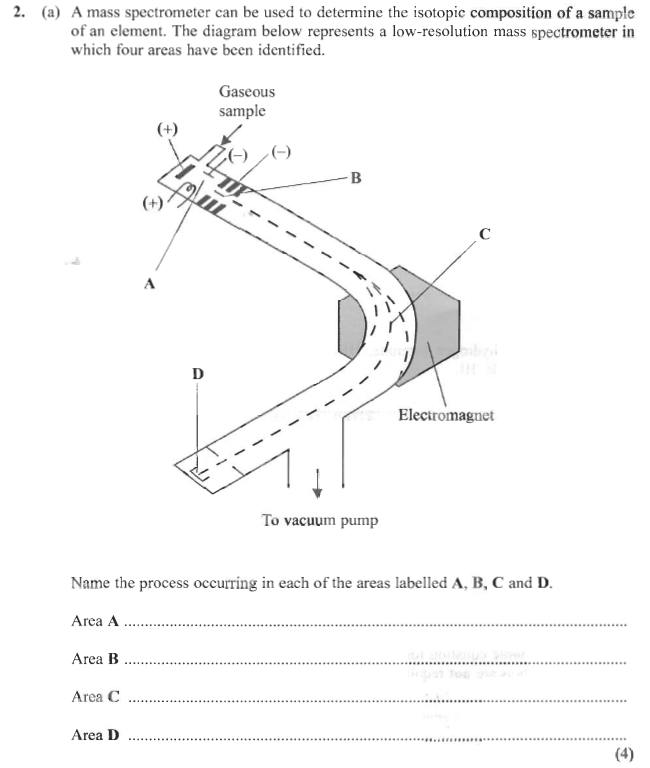 2. (a) A mass spectrometer can be used to determine the isotopic composition of a sample
of an element. The diagram below represents a low-resolution mass spectrometer in
which four areas have been identified.
Gaseous
sample
(+)
(−)
(−)
B
(+)
C
A
D
Electromagnet
To vacuum pump
Name the process occurring in each of the areas labelled A, B, C and D.
Area A
Area B
Area C
Area D
(4)